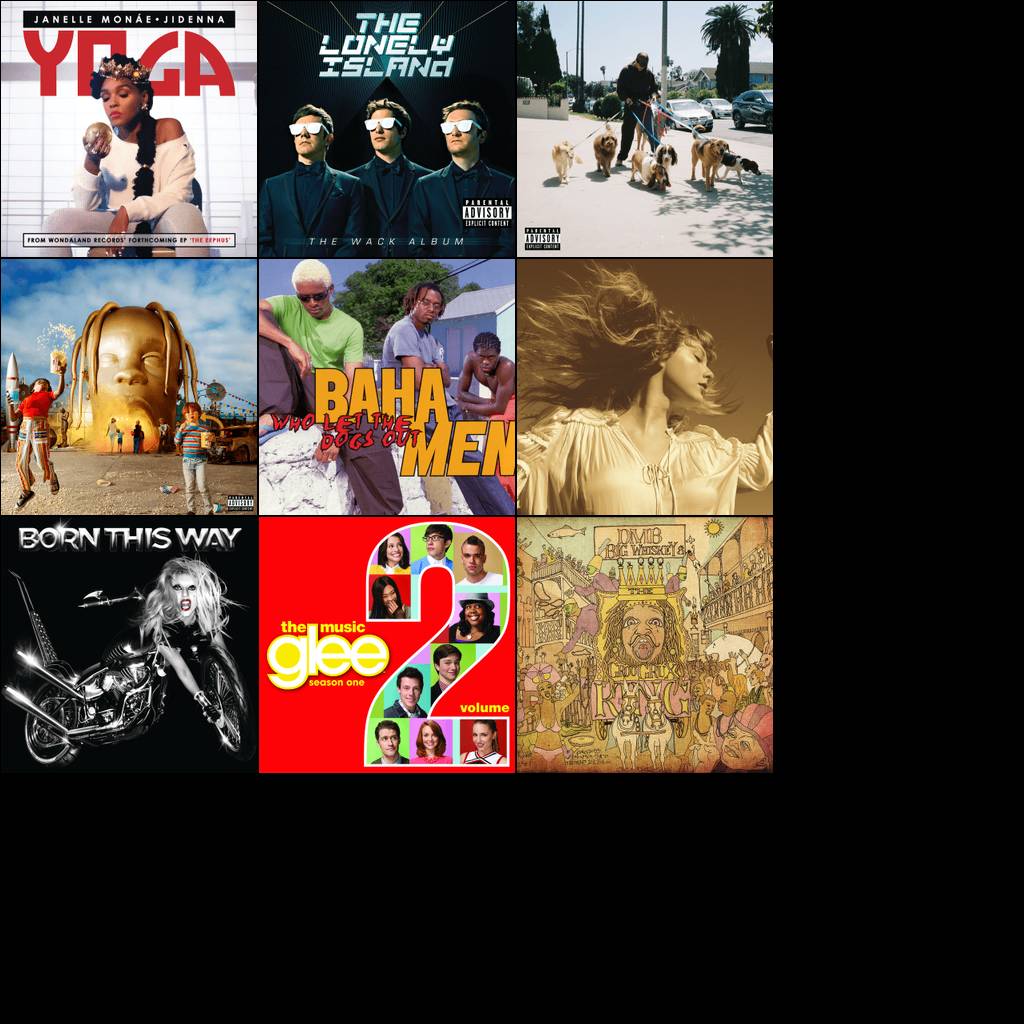 JANELLE MONÁE • JIDENNA
YOGA
FROM WONDALAND RECORDS' FORTHCOMING EP 'THE EEPHUS'
THE
LONELY
ISLAND
PARENTAL
ADVISORY
EXPLICIT CONTENT
THE WACK ALBUM
PARENTAL
ADVISORY
EXPLICIT CONTENT
PARENTAL
ADVISORY
EXPLICIT CONTENT
BAHA
MEN
WHO LET THE
DOGS OUT
BORN THIS WAY
the music
glee
season one
2
volume
DMB
BIG WHISKEY &
THE
GROOGRUX
KING